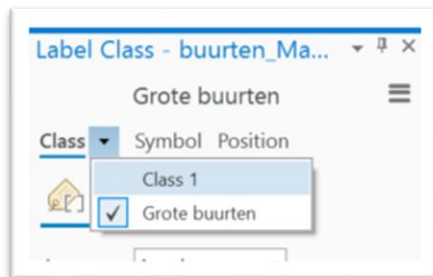 Label Class - buurten_Ma...
Grote buurten
Class Symbol Position
Class 1
Grote buurten